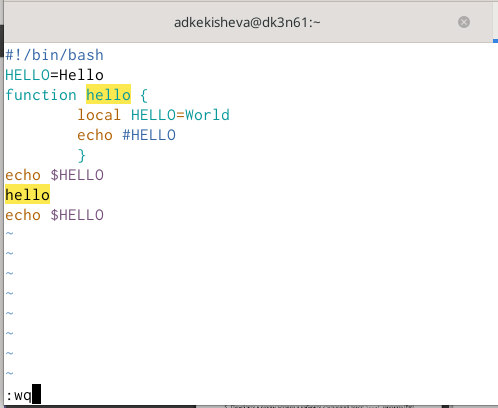 adkekisheva@dk3n61:~
#!/bin/bash
HELLO=Hello
function hello {
        local HELLO=World
        echo #HELLO
        }
echo $HELLO
hello
echo $HELLO
~
~
~
~
~
~
~
~
:wq